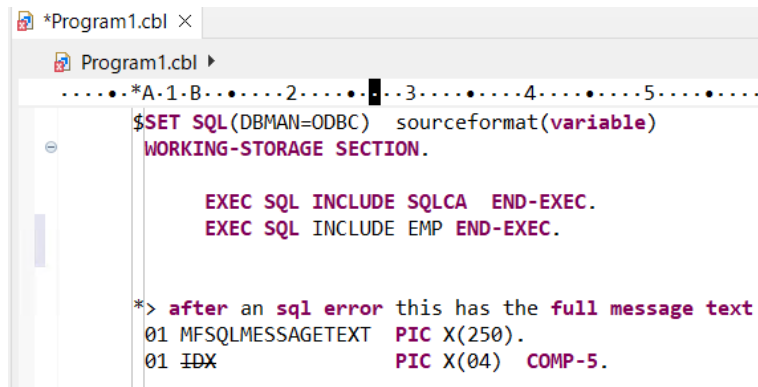 *Program1.cbl ×
Program1.cbl
····•·*A·1·B··•····2····•····3····•····4····•····5····•····
$SET SQL(DBMAN=ODBC)  sourceformat(variable)
WORKING-STORAGE SECTION.
EXEC SQL INCLUDE SQLCA  END-EXEC.
EXEC SQL INCLUDE EMP END-EXEC.
*> after an sql error this has the full message text
01 MFSQLMESSAGETEXT  PIC X(250).
01 IDX               PIC X(04)  COMP-5.